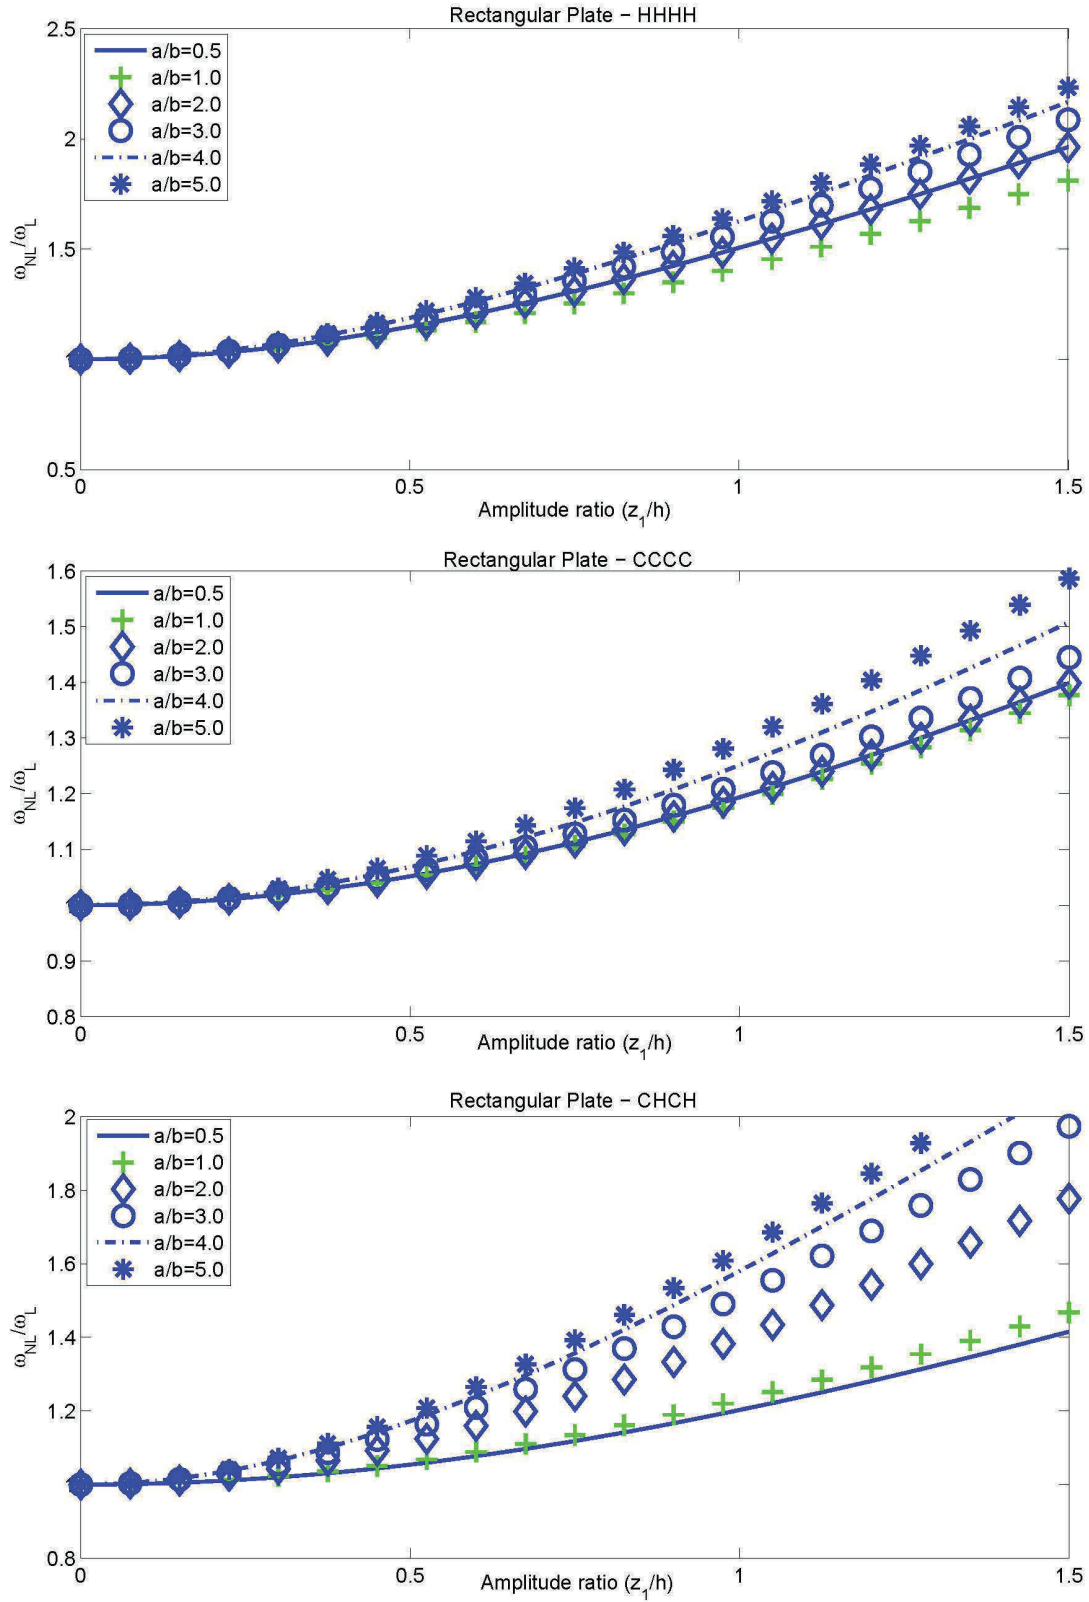 Rectangular Plate − HHHH
2.5
a/b=0.5
a/b=1.0
a/b=2.0
a/b=3.0
a/b=4.0
a/b=5.0
2
1.5
1
0.5
ω_NL/ω_L
0 0.5 1 1.5
Amplitude ratio (z_1/h)
Rectangular Plate − CCCC
1.6
a/b=0.5
a/b=1.0
a/b=2.0
a/b=3.0
a/b=4.0
a/b=5.0
1.5
1.4
1.3
1.2
1.1
1.0
0.9
0.8
ω_NL/ω_L
0 0.5 1 1.5
Amplitude ratio (z_1/h)
Rectangular Plate − CHCH
2
a/b=0.5
a/b=1.0
a/b=2.0
a/b=3.0
a/b=4.0
a/b=5.0
1.8
1.6
1.4
1.2
1.0
0.8
ω_NL/ω_L
0 0.5 1 1.5
Amplitude ratio (z_1/h)